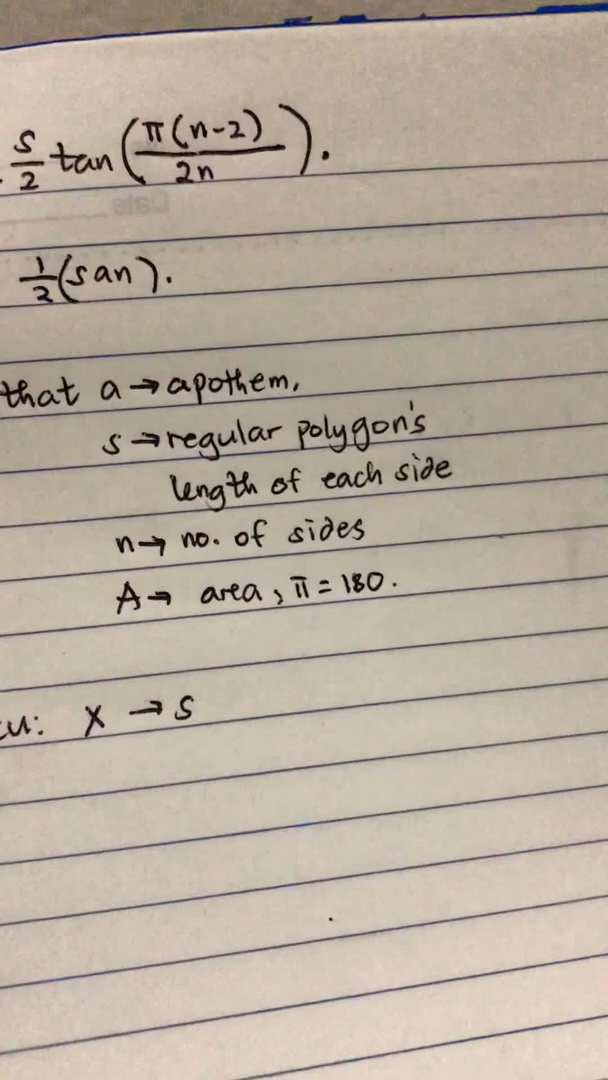 s/2 tan(π(n-2)/2n).
1/2(san).
that a → apothem,
s → regular polygon's
length of each side
n → no. of sides
A → area, π = 180.
u: x → s